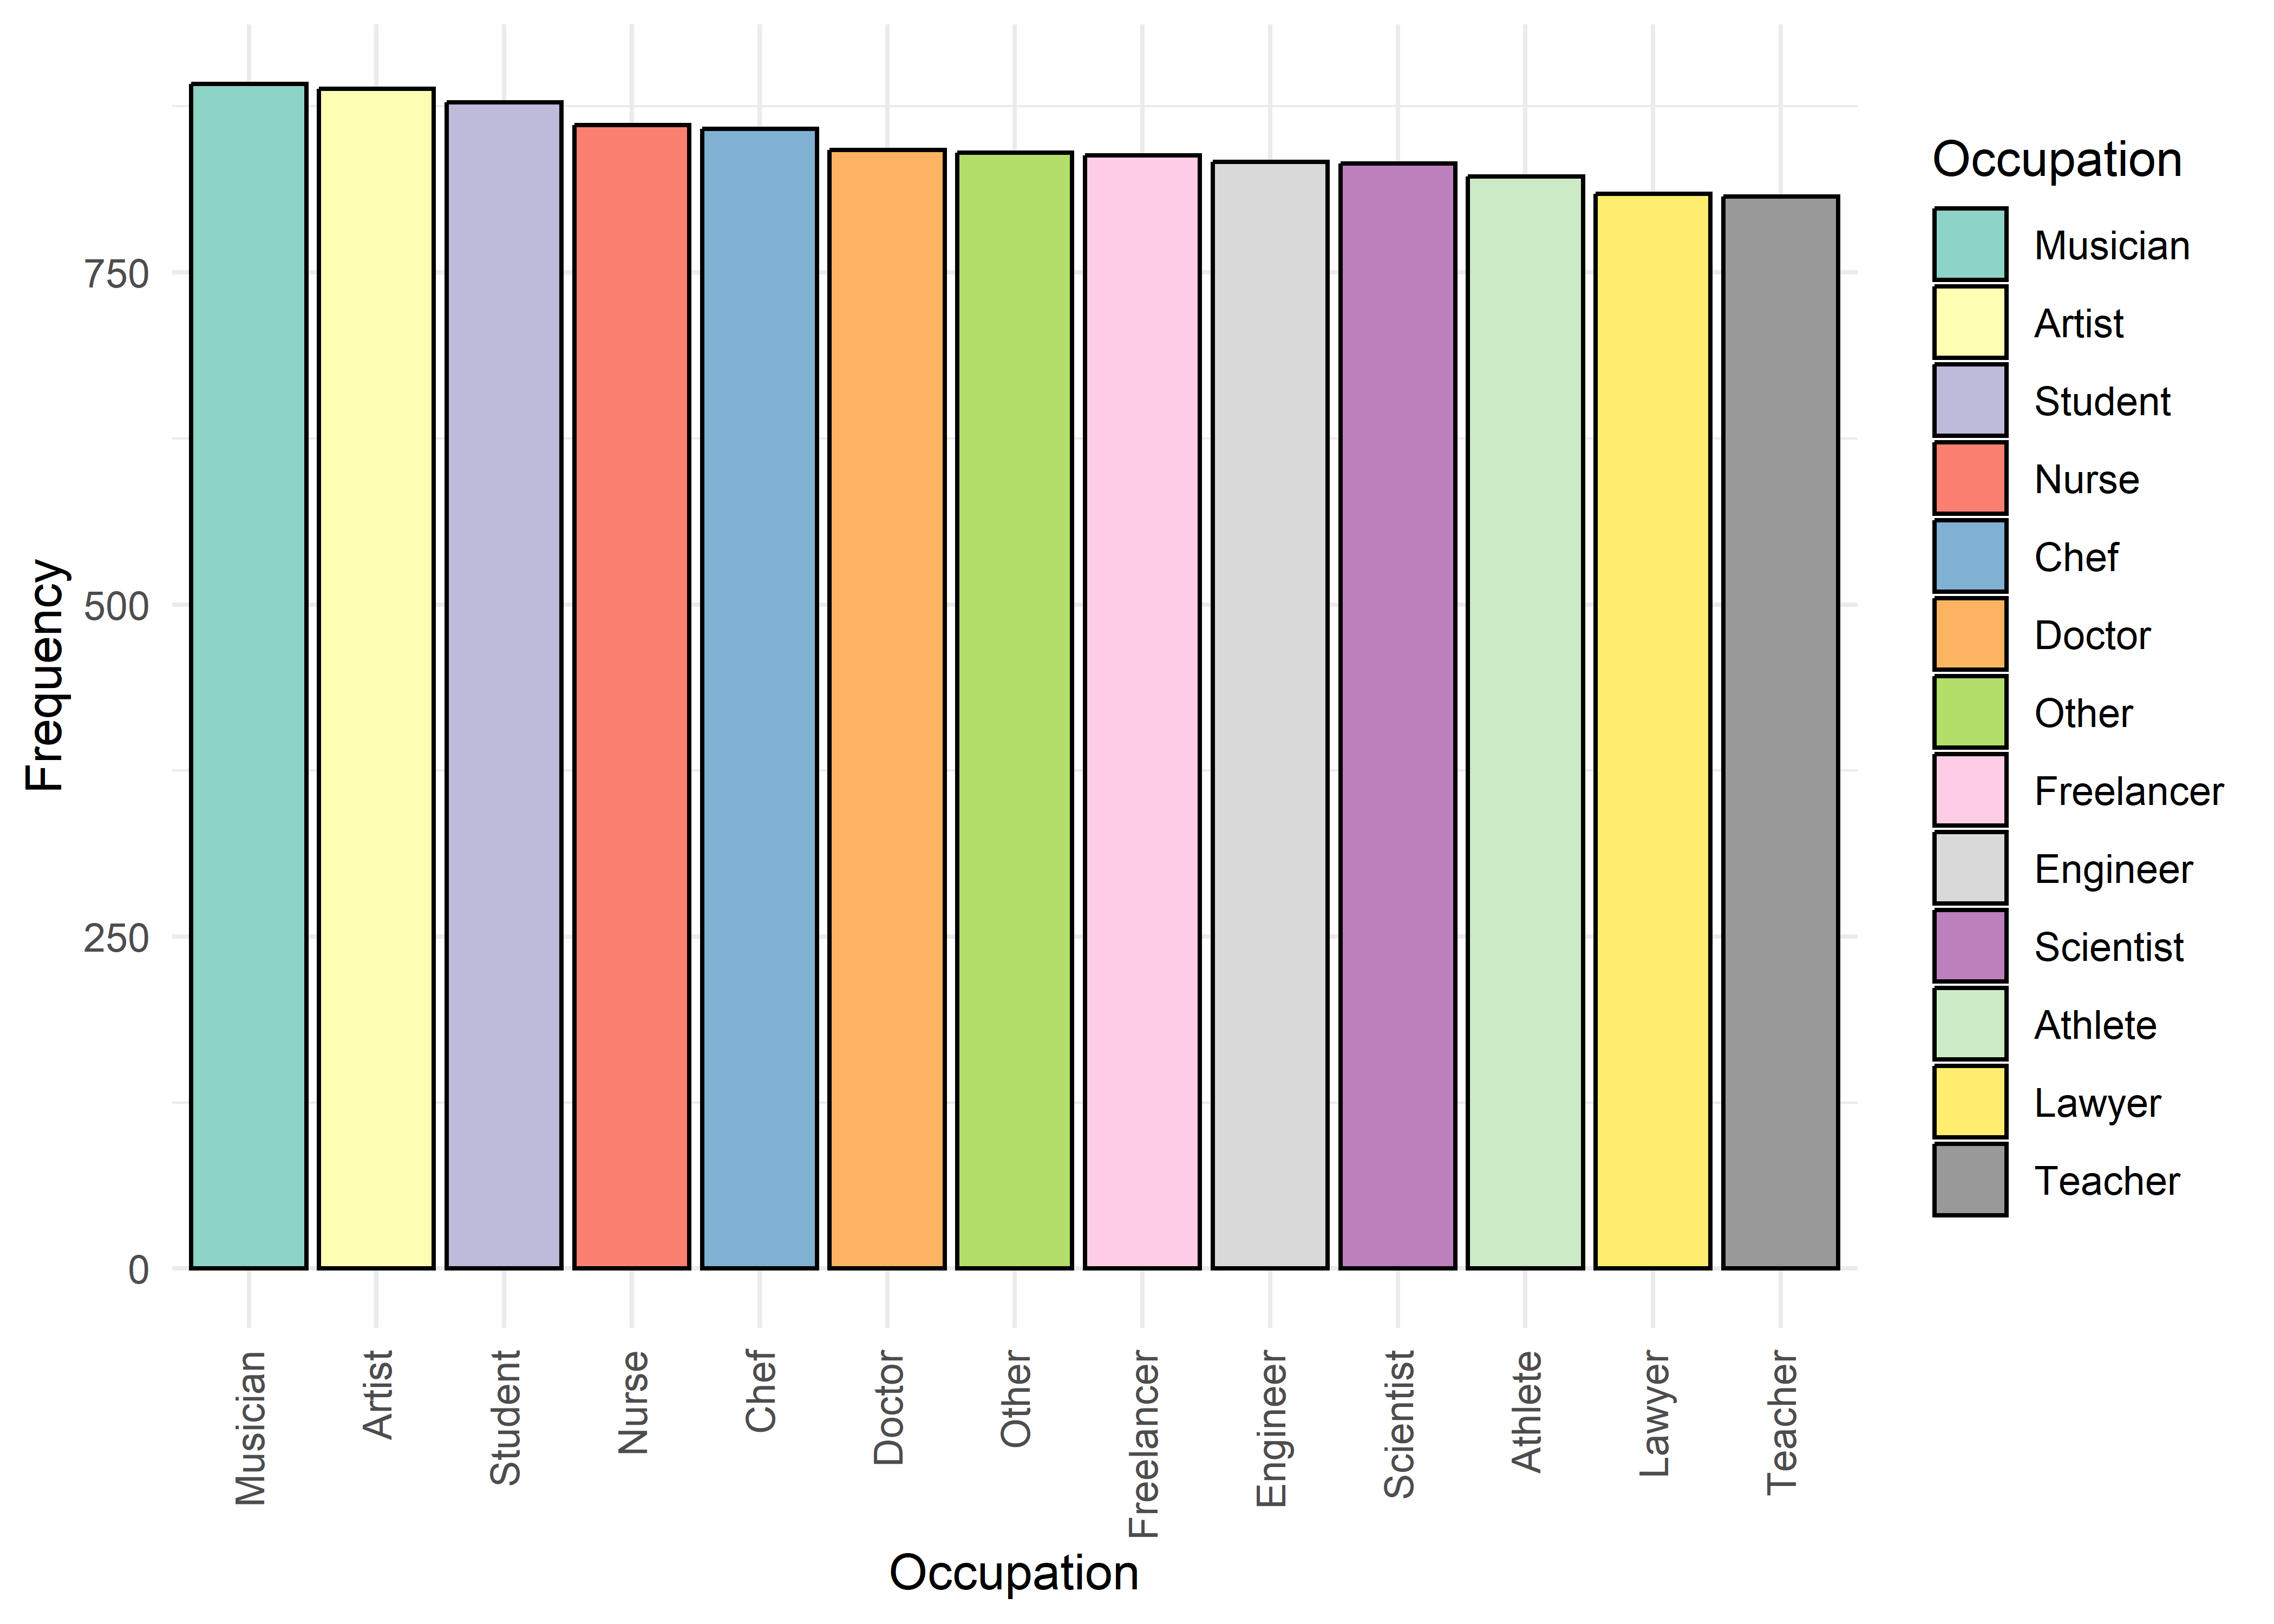 Frequency
750
500
250
0
Musician
Artist
Student
Nurse
Chef
Doctor
Other
Freelancer
Engineer
Scientist
Athlete
Lawyer
Teacher
Occupation
Occupation
Musician
Artist
Student
Nurse
Chef
Doctor
Other
Freelancer
Engineer
Scientist
Athlete
Lawyer
Teacher